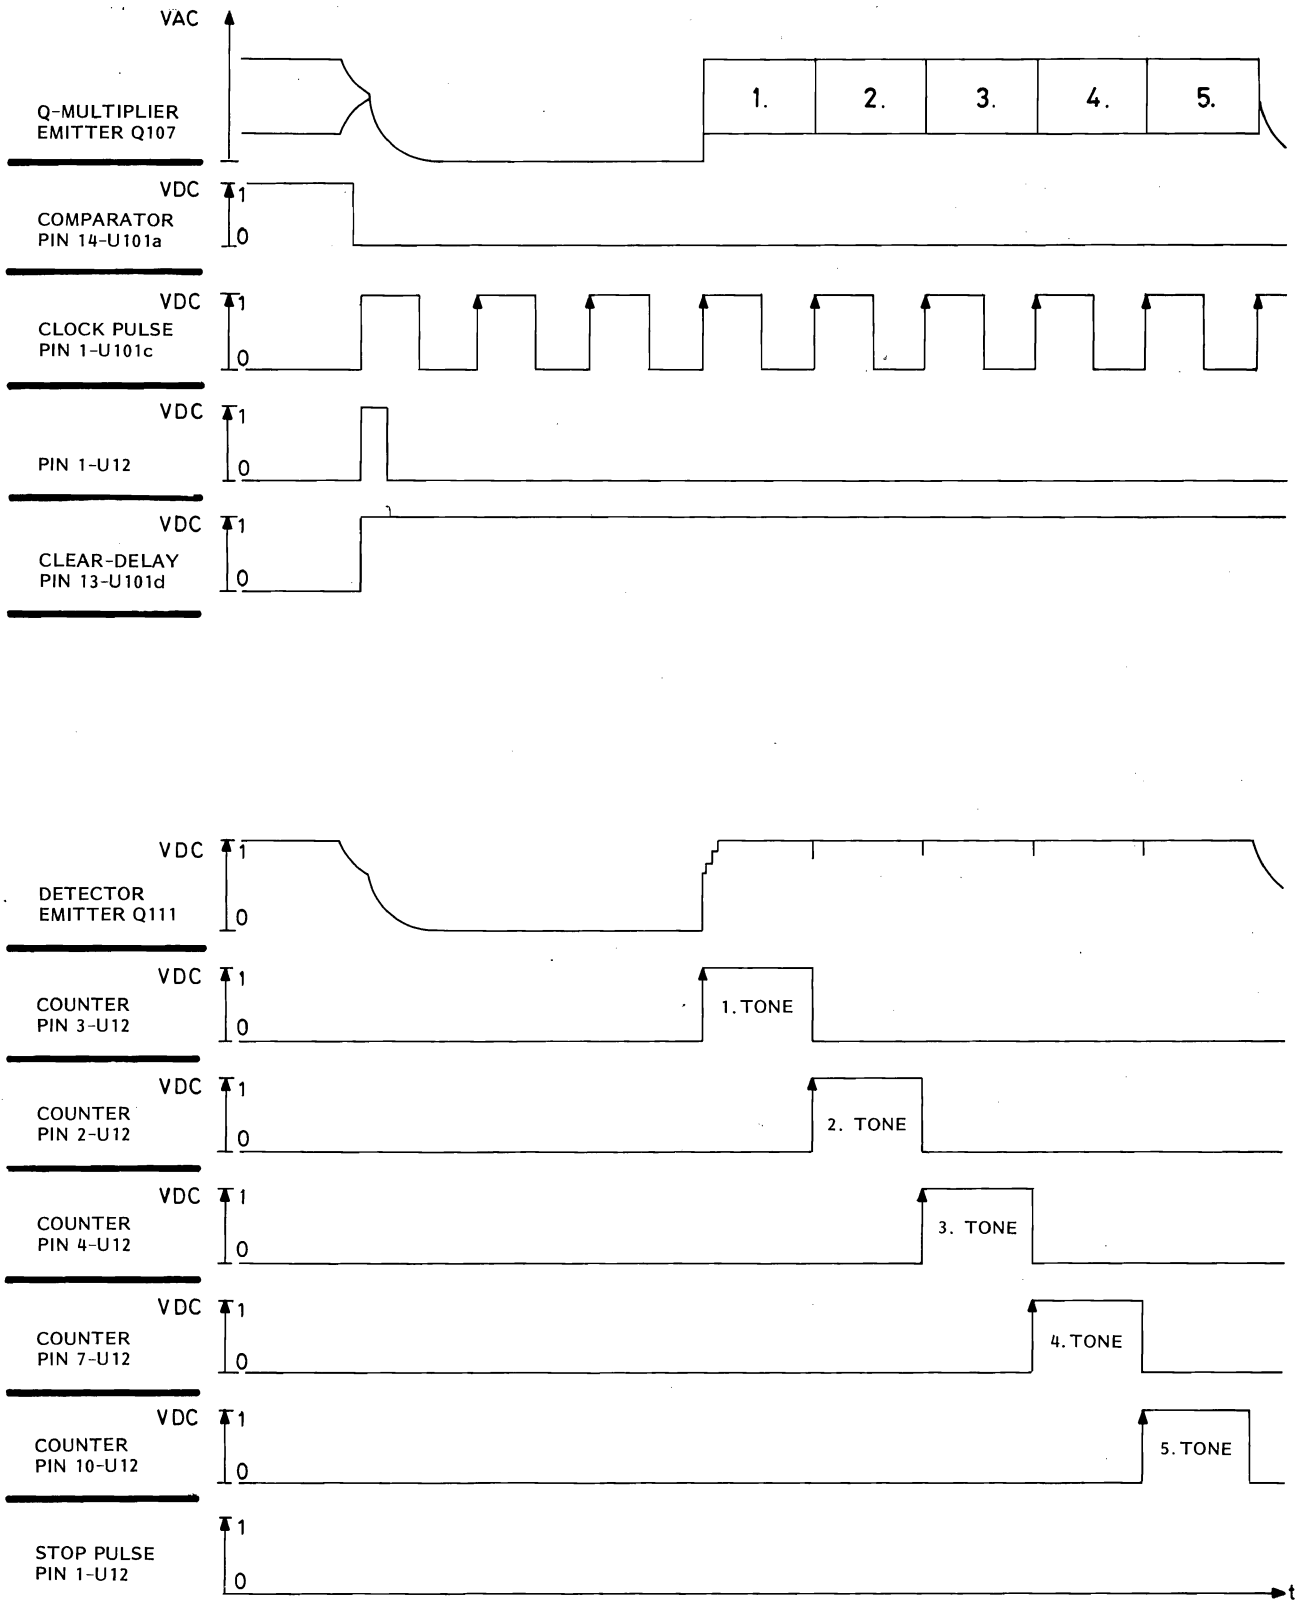 VAC
Q-MULTIPLIER
EMITTER Q107
1. 2. 3. 4. 5.
VDC 1
COMPARATOR
PIN 14-U101a
0
VDC 1
CLOCK PULSE
PIN 1-U101c
0
VDC 1
PIN 1-U12
0
VDC 1
CLEAR-DELAY
PIN 13-U101d
0
VDC 1
DETECTOR
EMITTER Q111
0
VDC 1
COUNTER
PIN 3-U12
0
1. TONE
VDC 1
COUNTER
PIN 2-U12
0
2. TONE
VDC 1
COUNTER
PIN 4-U12
0
3. TONE
VDC 1
COUNTER
PIN 7-U12
0
4. TONE
VDC 1
COUNTER
PIN 10-U12
0
5. TONE
1
STOP PULSE
PIN 1-U12
0
t